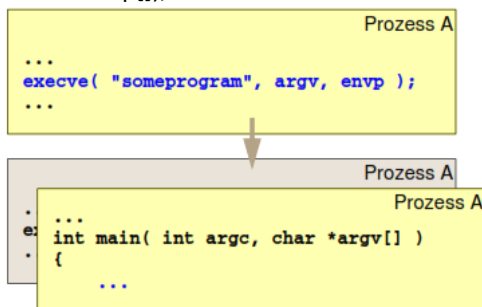 Prozess A
...
execve( "someprogram", argv, envp );
...
Prozess A
Prozess A
...
int main( int argc, char *argv[] )
{
...